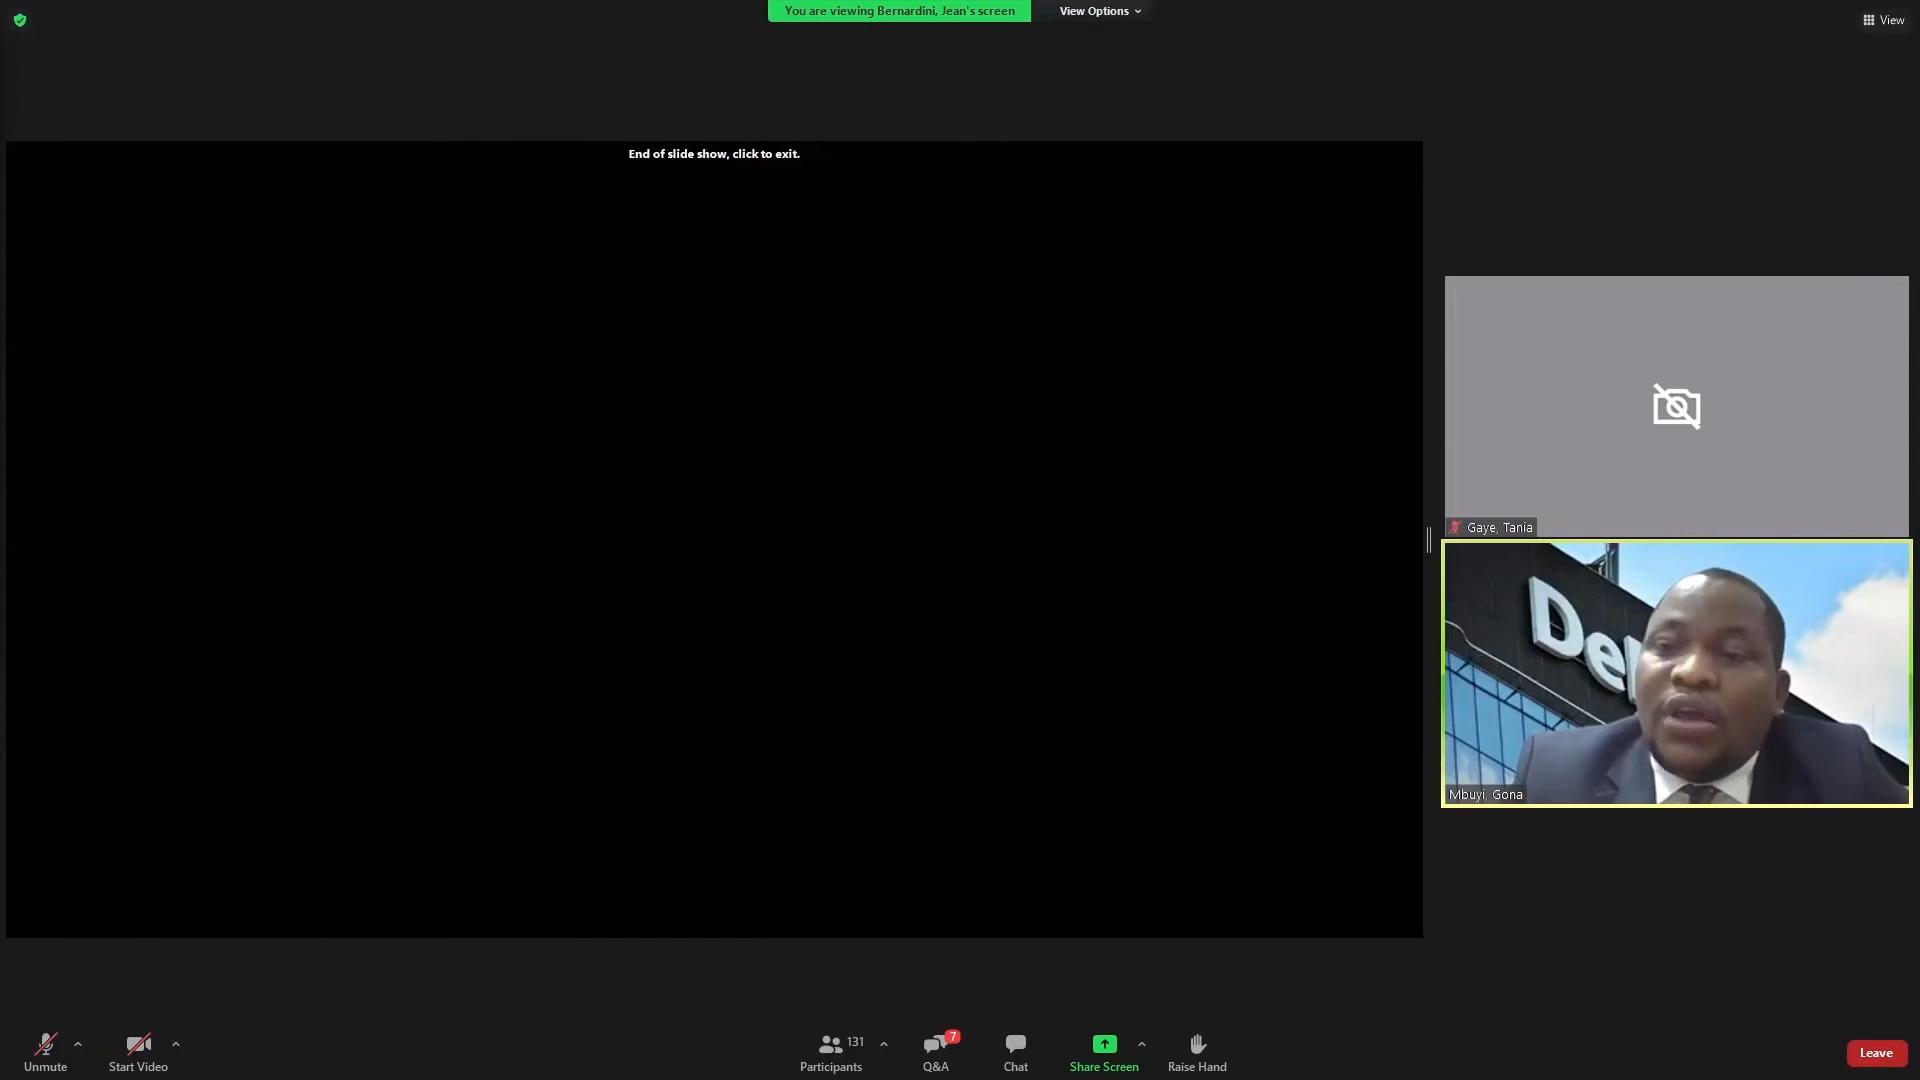 You are viewing Bernardini, Jean's screen
View Options
View
End of slide show, click to exit.
Gaye, Tania
De
Mbuyi, Gona
Unmute
Start Video
131
Participants
7
Q&A
Chat
Share Screen
Raise Hand
Leave